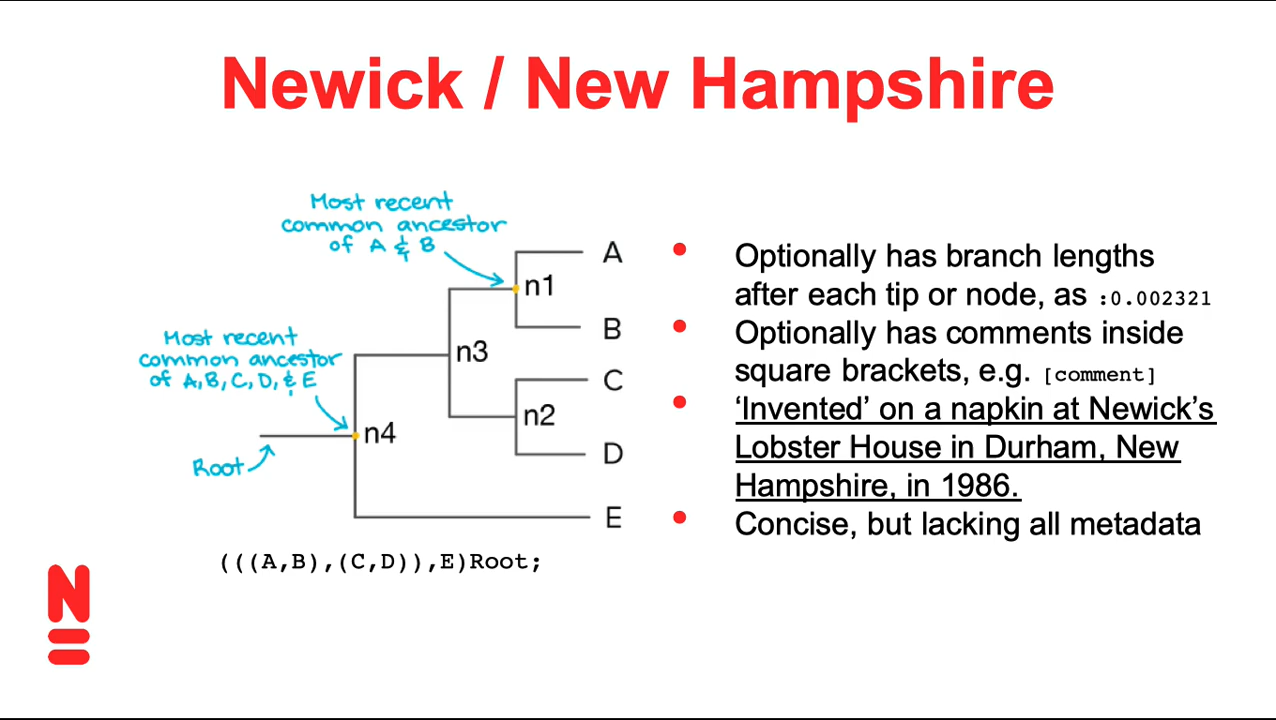 Newick / New Hampshire
Most recent
common ancestor
of A & B
A
n1
B
Most recent
common ancestor
of A, B, C, D, & E
n3
C
n2
D
n4
Root
E
(((A,B),(C,D)),E)Root;
• Optionally has branch lengths
after each tip or node, as :0.002321
• Optionally has comments inside
square brackets, e.g. [comment]
• ‘Invented’ on a napkin at Newick’s
Lobster House in Durham, New
Hampshire, in 1986.
• Concise, but lacking all metadata
N